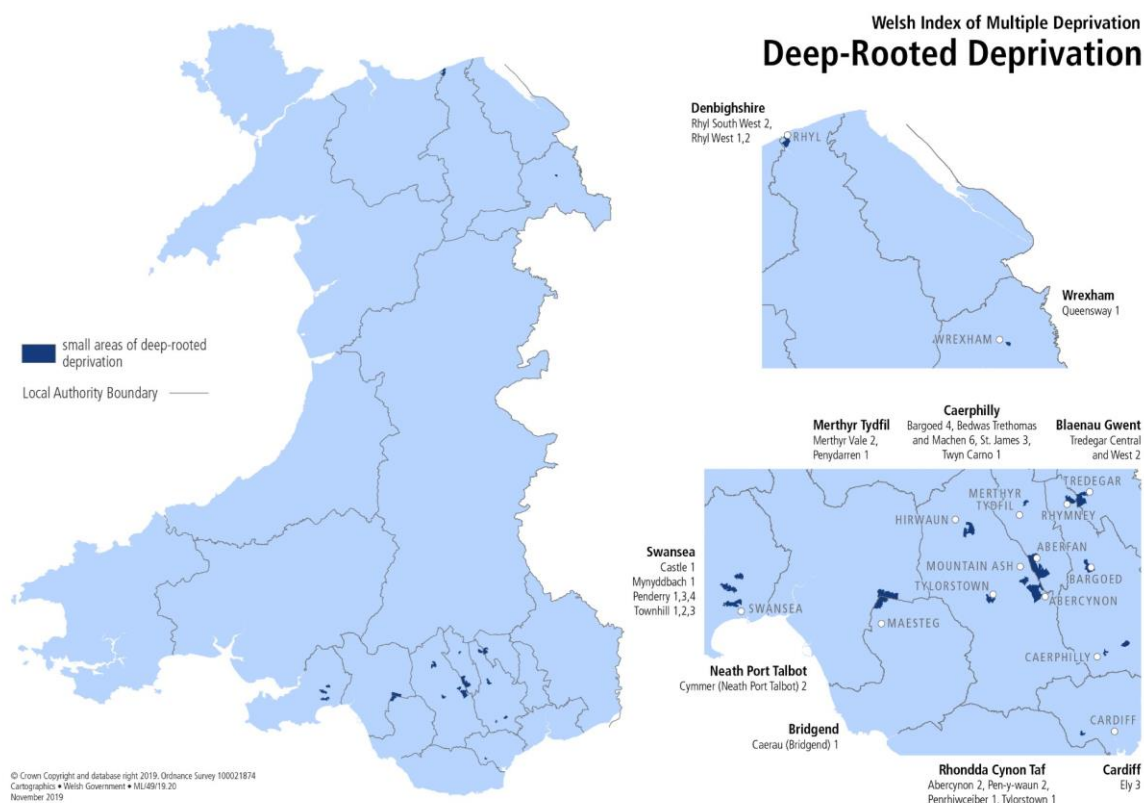 Welsh Index of Multiple Deprivation
Deep-Rooted Deprivation
Denbighshire
Rhyl South West 2,
Rhyl West 1,2
RHYL
Wrexham
Queensway 1
WREXHAM
small areas of deep-rooted
deprivation
Local Authority Boundary
Merthyr Tydfil
Merthyr Vale 2,
Penydarren 1
Caerphilly
Bargoed 4, Bedwas Trethomas
and Machen 6, St. James 3,
Twyn Carno 1
Blaenau Gwent
Tredegar Central
and West 2
TREDEGAR
MERTHYR
TYDFIL
RHYMNEY
HIRWAUN
ABERFAN
MOUNTAIN ASH
BARGOED
TYLORSTOWN
ABERCYNON
Swansea
Castle 1
Mynyddbach 1
Penderry 1,3,4
Townhill 1,2,3
SWANSEA
MAESTEG
CAERPHILLY
Neath Port Talbot
Cymmer (Neath Port Talbot) 2
Bridgend
Caerau (Bridgend) 1
CARDIFF
Rhondda Cynon Taf
Abercynon 2, Pen-y-waun 2,
Penrhiwceiber 1, Tylorstown 1
Cardiff
Ely 3
© Crown Copyright and database right 2019. Ordnance Survey 100021874
Cartographics • Welsh Government • ML/49/19.20
November 2019